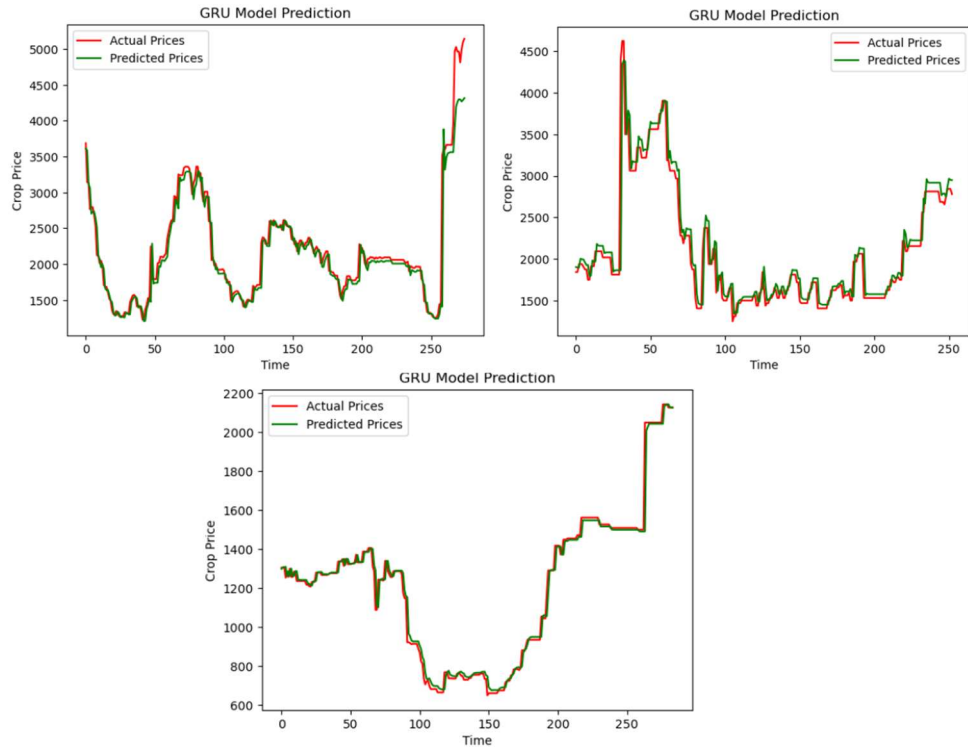 GRU Model Prediction
Actual Prices
Predicted Prices
5000
4500
4000
3500
3000
2500
2000
1500
Crop Price
0
50
100
150
200
250
Time
GRU Model Prediction
Actual Prices
Predicted Prices
4500
4000
3500
3000
2500
2000
1500
Crop Price
0
50
100
150
200
250
Time
GRU Model Prediction
Actual Prices
Predicted Prices
2200
2000
1800
1600
1400
1200
1000
800
600
Crop Price
0
50
100
150
200
250
Time